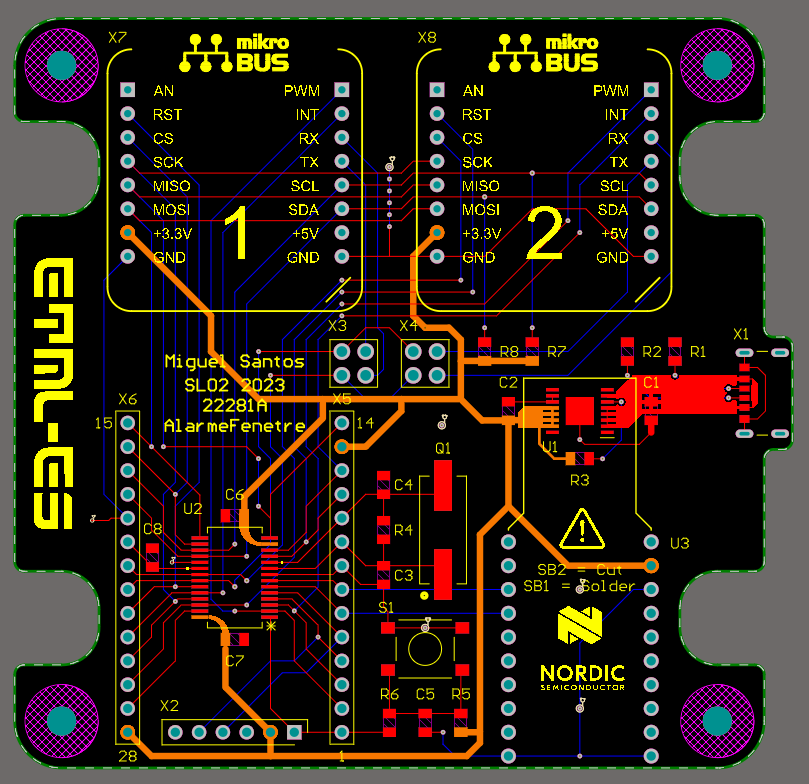 X7
mikro
BUS
X8
mikro
BUS
AN PWM
RST INT
CS RX
SCK TX
MISO SCL
MOSI SDA
+3.3V +5V
GND GND
1
AN PWM
RST INT
CS RX
SCK TX
MISO SCL
MOSI SDA
+3.3V +5V
GND GND
2
ETML-ES
X3 X4
R8 R7 R2 R1 X1
Miguel Santos
SLO2 2023
22281A
AlarmeFenetre
C2 C1
X6 X5
15 14
U1
R3
Q1
C4
C6
U2
C8
R4
C3
U3
SB2 = Cut
SB1 = Solder
S1
C7
NORDIC
SEMICONDUCTOR
X2
R6 C5 R5
28 1